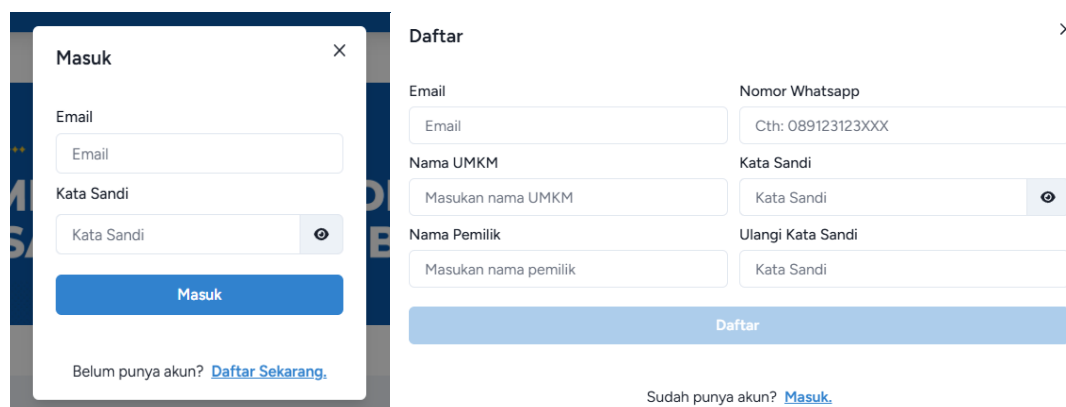 Masuk
Email
Email
Kata Sandi
Kata Sandi
Masuk
Belum punya akun? Daftar Sekarang.
Daftar
Email
Nomor Whatsapp
Email
Cth: 089123123XXX
Nama UMKM
Kata Sandi
Masukan nama UMKM
Kata Sandi
Nama Pemilik
Ulangi Kata Sandi
Masukan nama pemilik
Kata Sandi
Daftar
Sudah punya akun? Masuk.